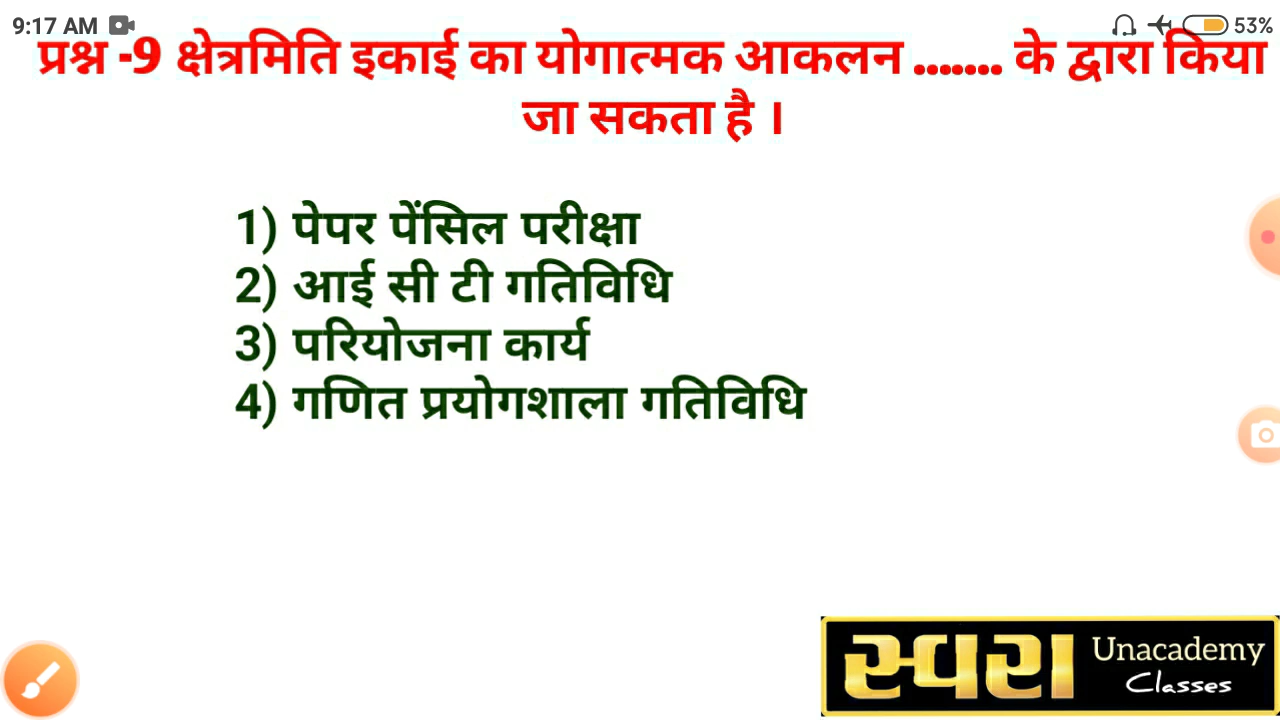 9:17 AM 53%
प्रश्न -9 क्षेत्रमिति इकाई का योगात्मक आकलन ....... के द्वारा किया
जा सकता है ।
1) पेपर पेंसिल परीक्षा
2) आई सी टी गतिविधि
3) परियोजना कार्य
4) गणित प्रयोगशाला गतिविधि
स्वरा Unacademy
Classes